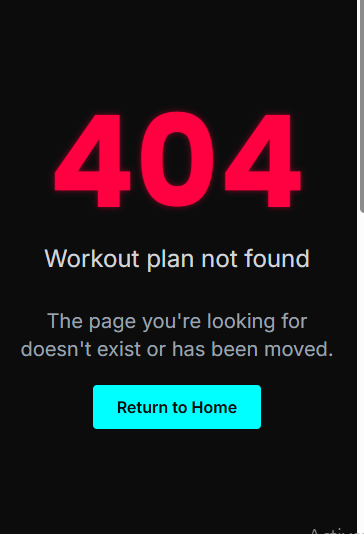 404
Workout plan not found
The page you're looking for
doesn't exist or has been moved.
Return to Home